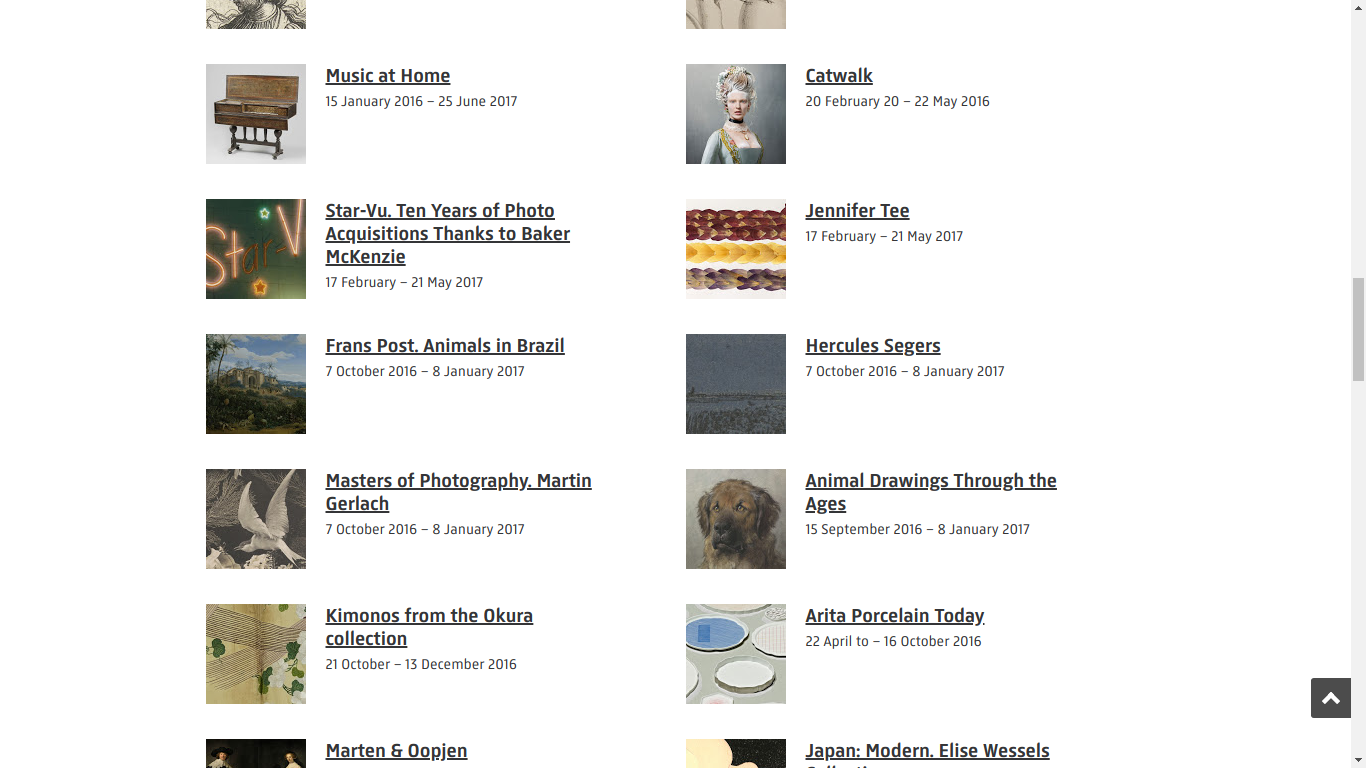 Music at Home
15 January 2016 – 25 June 2017
Catwalk
20 February 20 – 22 May 2016
Star-Vu. Ten Years of Photo
Acquisitions Thanks to Baker
McKenzie
17 February – 21 May 2017
Star-V
Jennifer Tee
17 February – 21 May 2017
Frans Post. Animals in Brazil
7 October 2016 – 8 January 2017
Hercules Segers
7 October 2016 – 8 January 2017
Masters of Photography. Martin
Gerlach
7 October 2016 – 8 January 2017
Animal Drawings Through the
Ages
15 September 2016 – 8 January 2017
Kimonos from the Okura
collection
21 October – 13 December 2016
Arita Porcelain Today
22 April to – 16 October 2016
Marten & Oopjen
Japan: Modern. Elise Wessels